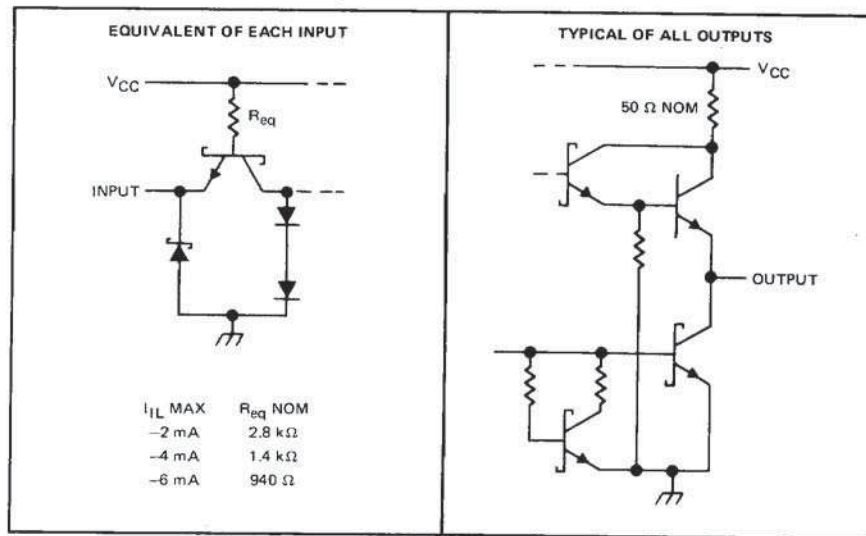 EQUIVALENT OF EACH INPUT
VCC
Req
INPUT
IIL MAX Req NOM
−2 mA 2.8 kΩ
−4 mA 1.4 kΩ
−6 mA 940 Ω
TYPICAL OF ALL OUTPUTS
VCC
50 Ω NOM
OUTPUT